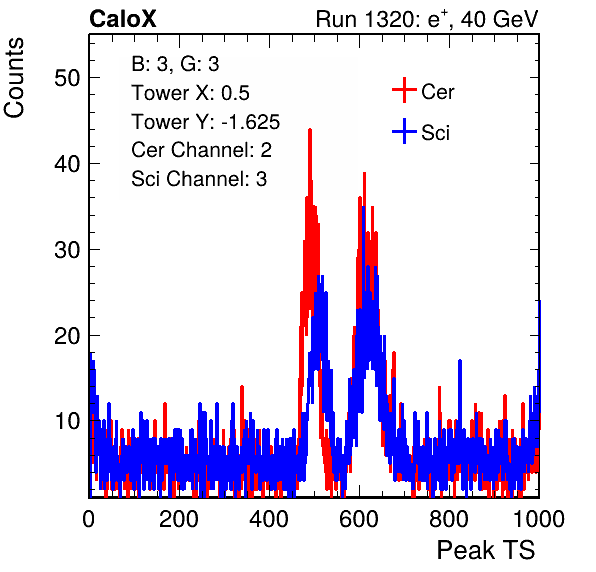 CaloX Run 1320: e⁺, 40 GeV
Counts
B: 3, G: 3
Tower X: 0.5
Tower Y: -1.625
Cer Channel: 2
Sci Channel: 3
Cer
Sci
50
40
30
20
10
0 200 400 600 800 1000
Peak TS